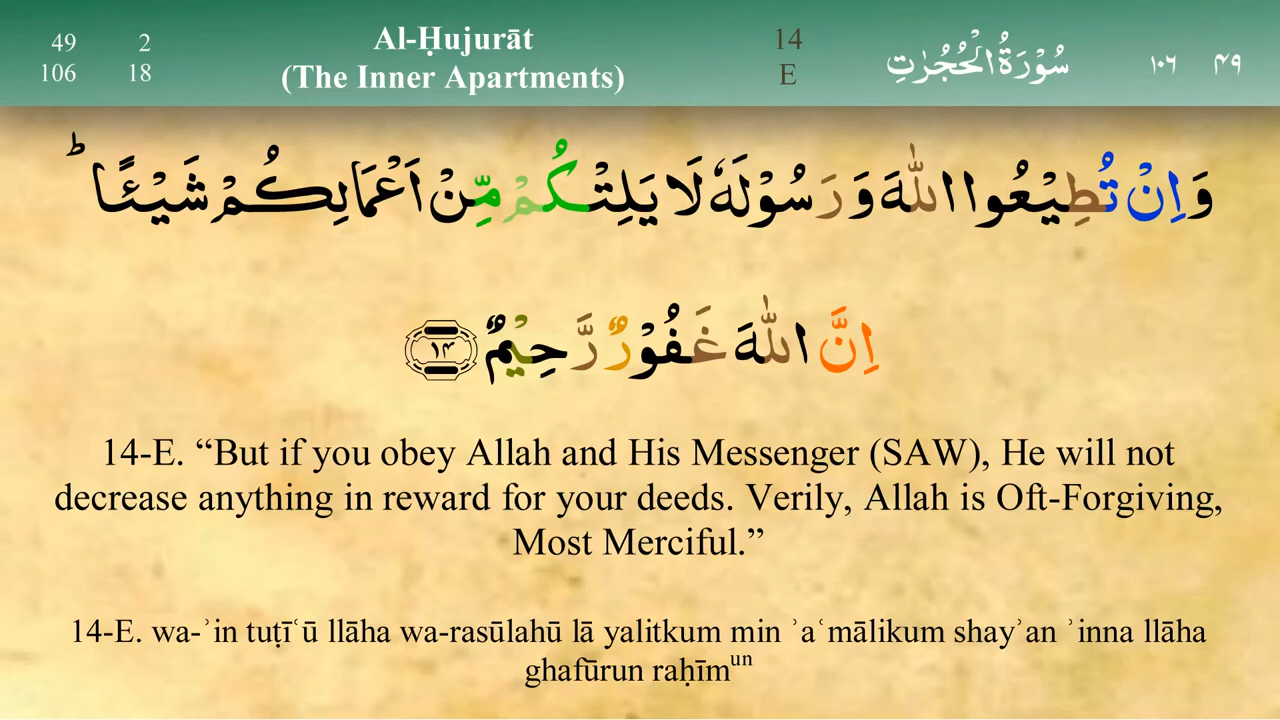 49 2 Al-Ḥujurāt 14 سُوْرَةُ الْحُجُرٰتِ ١٠٦ ۴۹
106 18 (The Inner Apartments) E
وَاِنْ تُطِيْعُوا اللّٰهَ وَرَسُوْلَهٗ لَا يَلِتْكُمْ مِّنْ اَعْمَالِكُمْ شَيْـًٔا ؕ
اِنَّ اللّٰهَ غَفُوْرٌ رَّحِيْمٌ ۱۴
14-E. “But if you obey Allah and His Messenger (SAW), He will not
decrease anything in reward for your deeds. Verily, Allah is Oft-Forgiving,
Most Merciful.”
14-E. wa-ʾin tuṭīʿū llāha wa-rasūlahū lā yalitkum min ʾaʿmālikum shayʾan ʾinna llāha
ghafūrun raḥīmun